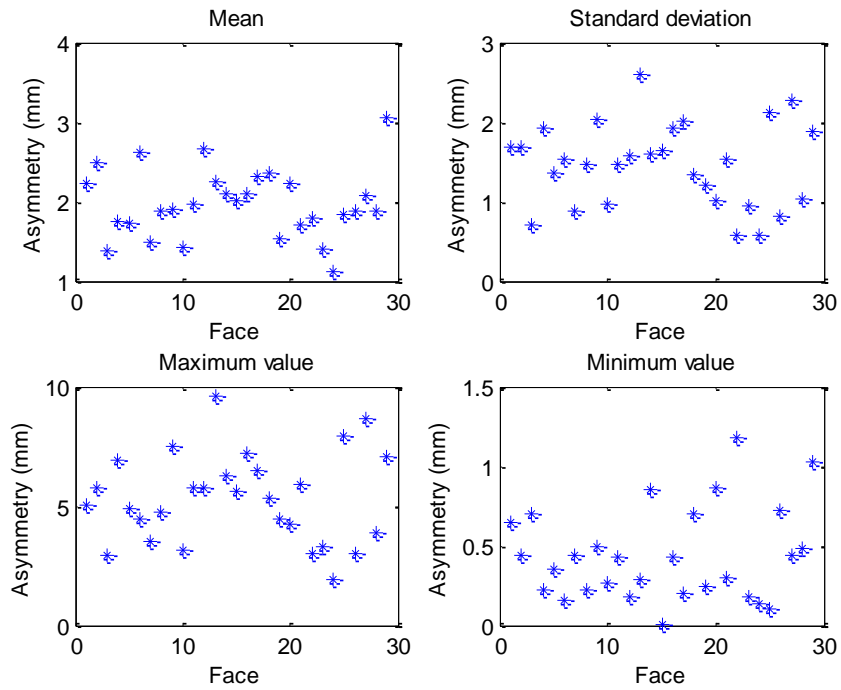 Mean
4
3
2
1
0 10 20 30
Asymmetry (mm)
Face
Standard deviation
3
2
1
0
0 10 20 30
Asymmetry (mm)
Face
Maximum value
10
5
0
0 10 20 30
Asymmetry (mm)
Face
Minimum value
1.5
1
0.5
0
0 10 20 30
Asymmetry (mm)
Face